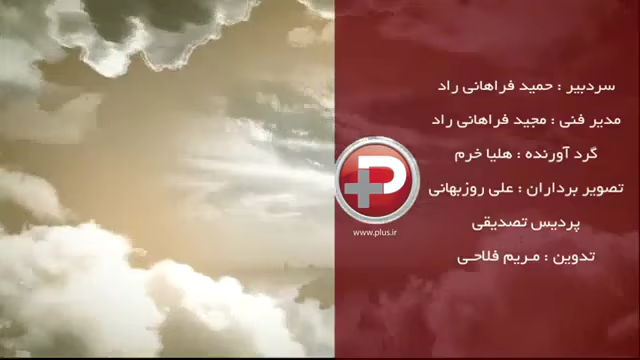 سردبیر : حمید فراهانی راد
مدیر فنی : مجید فراهانی راد
گرد آورنده : هلیا خرم
تصویر برداران : علی روزبهانی
پردیس تصدیقی
تدوین : مریم فلاحی
www.plus.ir